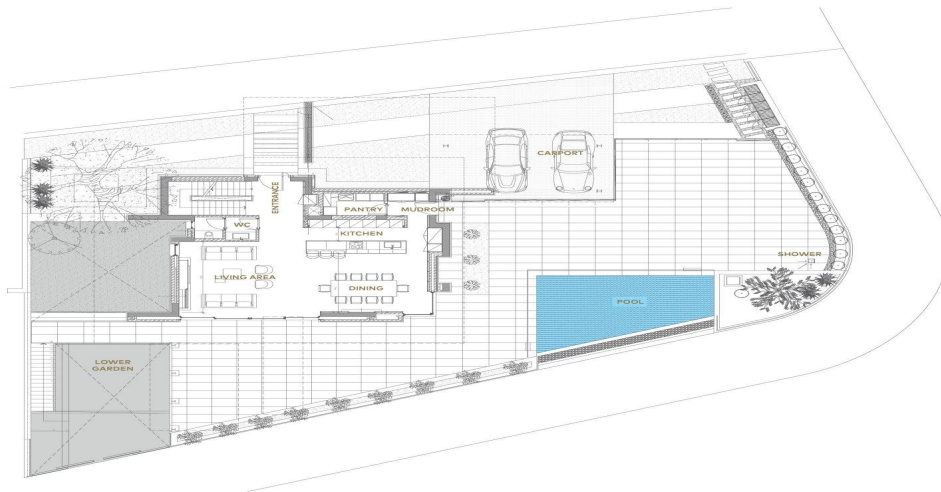 CARPORT
ENTRANCE
PANTRY
MUDROOM
WC
KITCHEN
SHOWER
LIVING AREA
DINING
POOL
LOWER
GARDEN